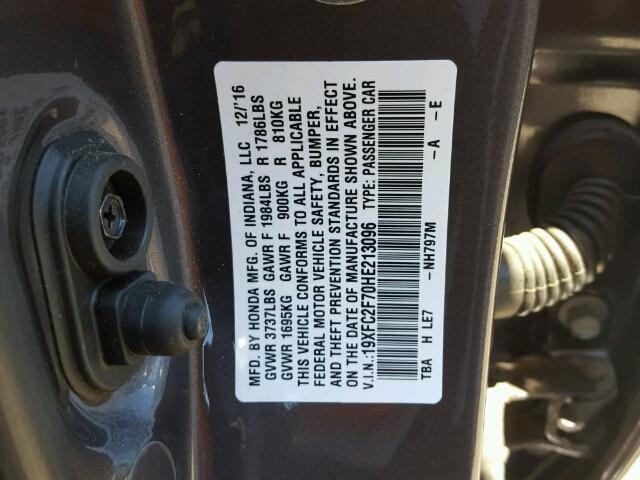 MFD. BY HONDA MFG. OF INDIANA, LLC 12/'16
GVWR 3737LBS GAWR F 1984LBS R 1786LBS
GVWR 1695KG GAWR F 900KG R 810KG
THIS VEHICLE CONFORMS TO ALL APPLICABLE
FEDERAL MOTOR VEHICLE SAFETY, BUMPER,
AND THEFT PREVENTION STANDARDS IN EFFECT
ON THE DATE OF MANUFACTURE SHOWN ABOVE.
V.I.N.:19XFC2F70HE213096 TYPE: PASSENGER CAR
TBA H LE7 –NH797M –A –E